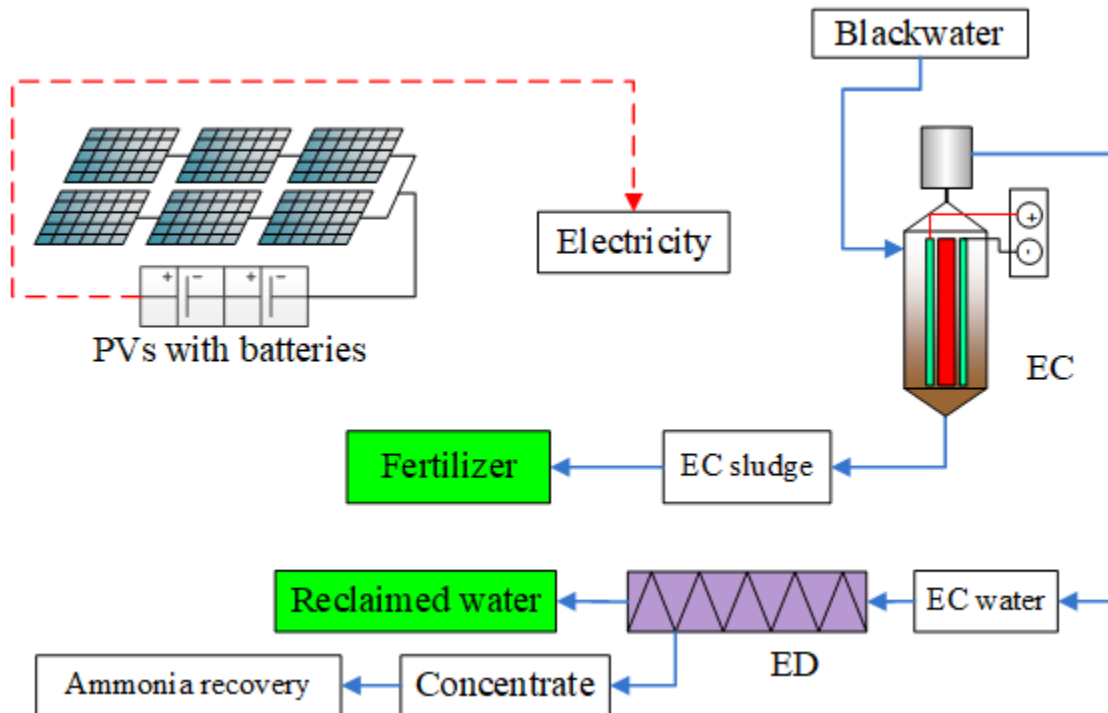 Blackwater
Electricity
+ − + −
PVs with batteries
+
-
EC
Fertilizer
EC sludge
Reclaimed water
EC water
ED
Ammonia recovery
Concentrate